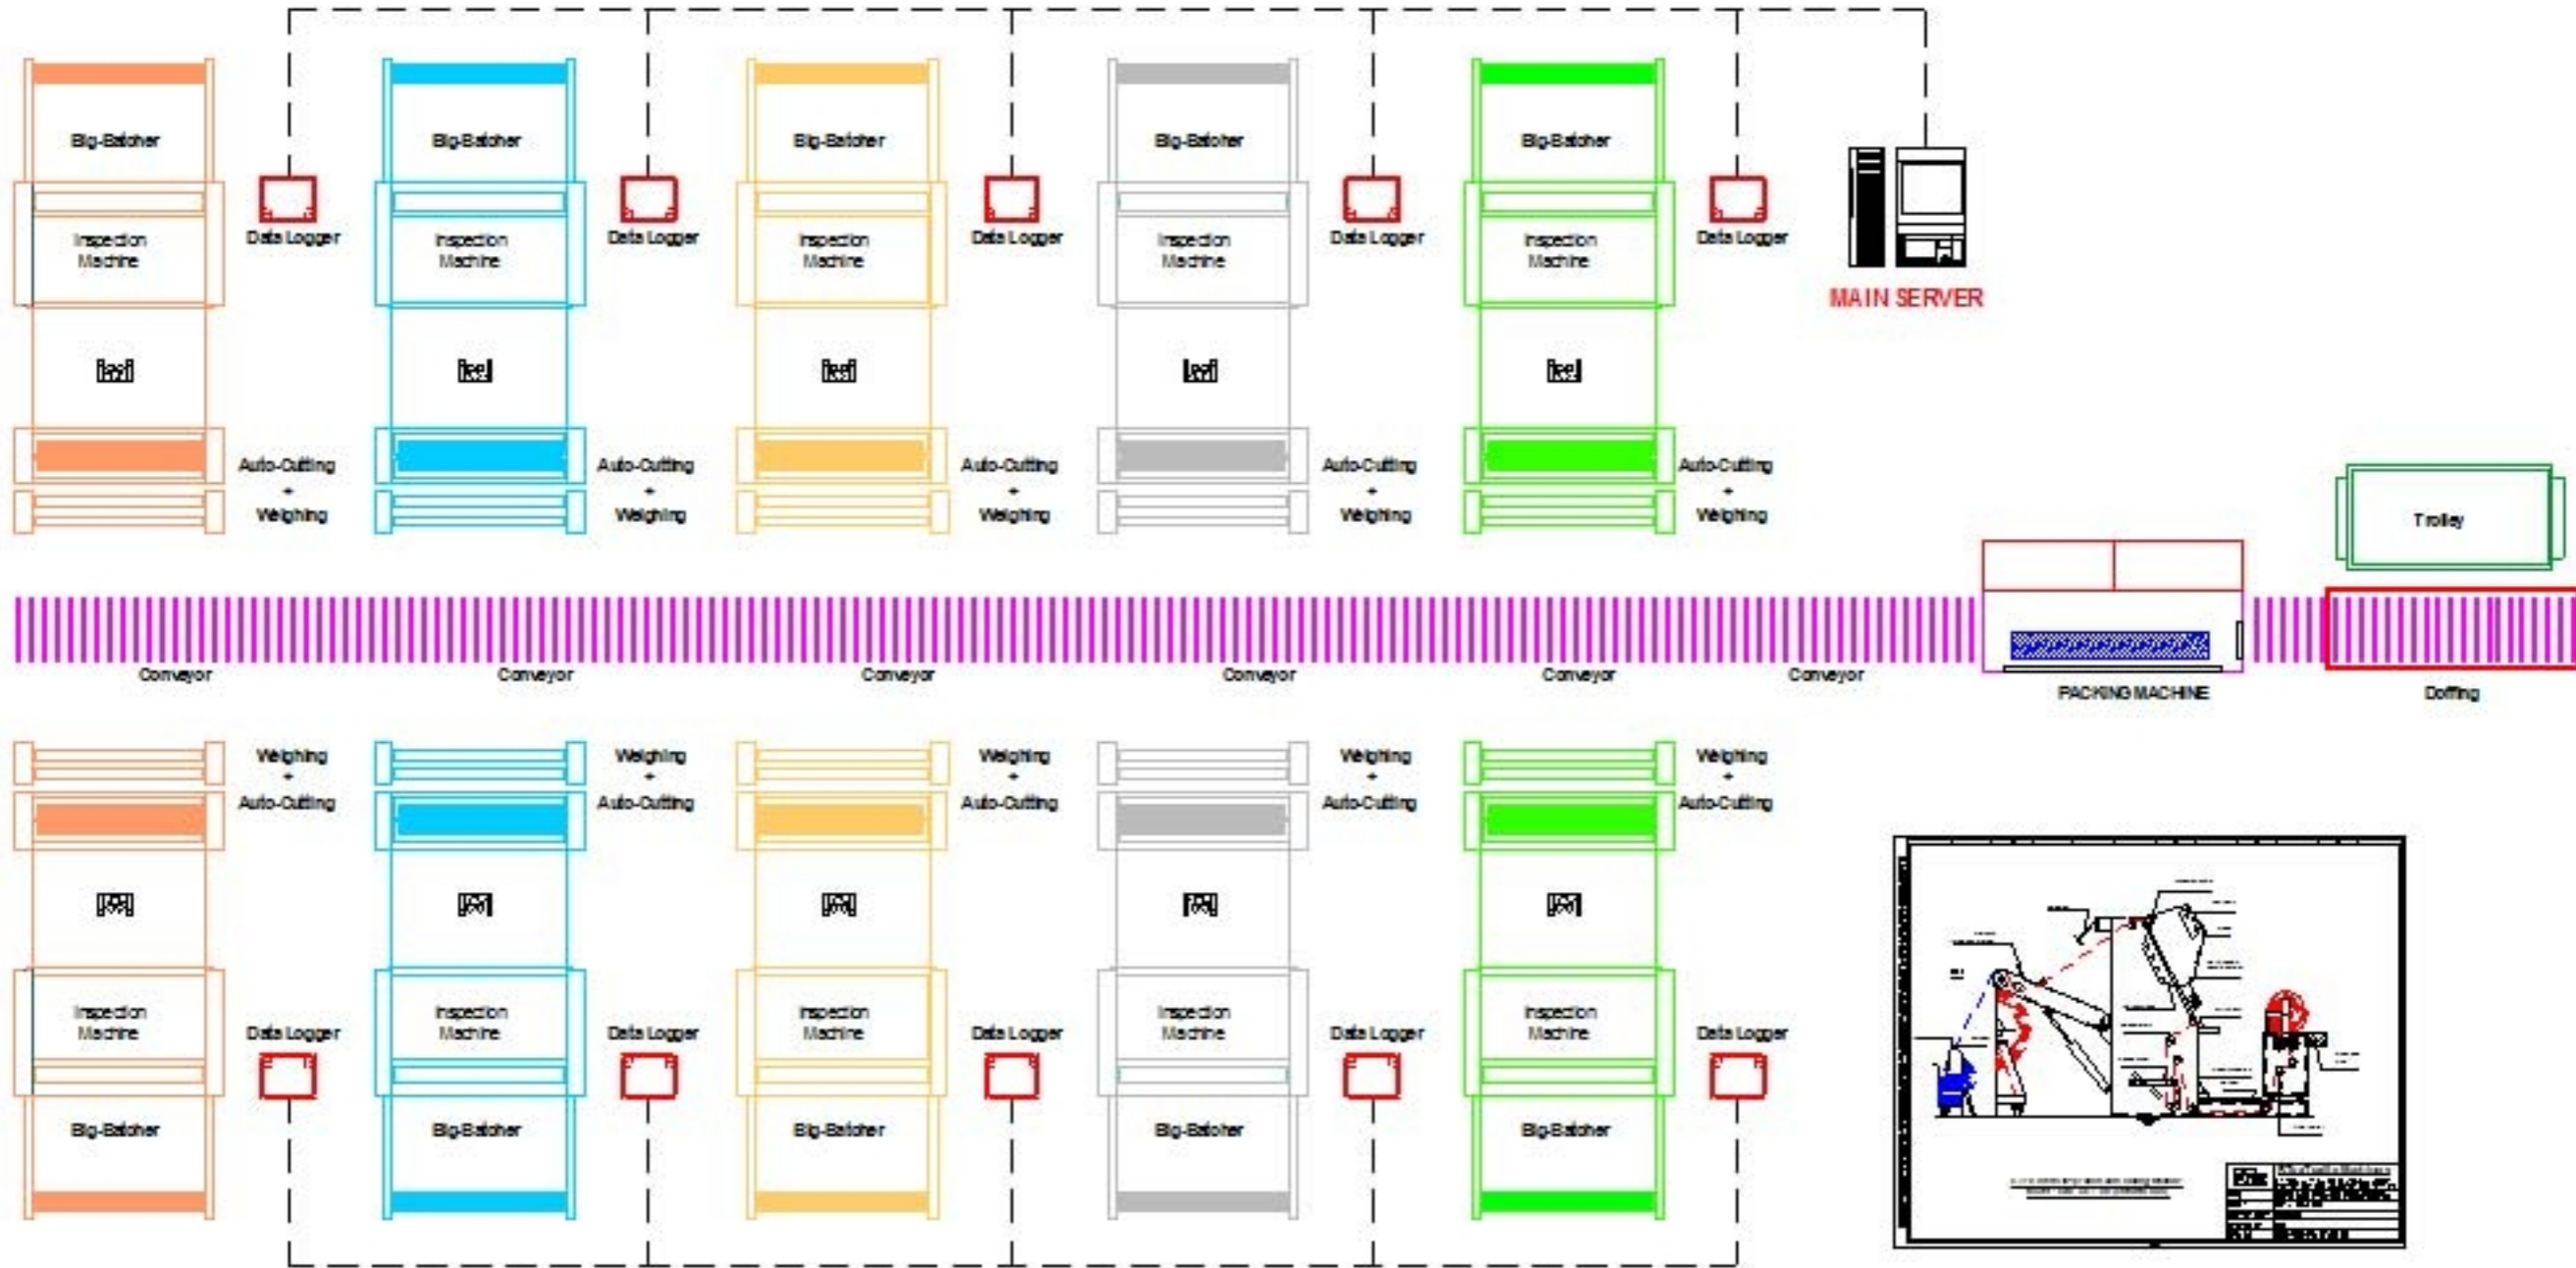 Big-Batcher
Big-Batcher
Big-Batcher
Big-Batcher
Big-Batcher
Data Logger
Data Logger
Data Logger
Data Logger
Data Logger
Inspection
Machine
Inspection
Machine
Inspection
Machine
Inspection
Machine
Inspection
Machine
MAIN SERVER
Auto-Cutting
+
Weighing
Auto-Cutting
+
Weighing
Auto-Cutting
+
Weighing
Auto-Cutting
+
Weighing
Auto-Cutting
+
Weighing
Trolley
Conveyor
Conveyor
Conveyor
Conveyor
Conveyor
Conveyor
PACKING MACHINE
Doffing
Weighing
+
Auto-Cutting
Weighing
+
Auto-Cutting
Weighing
+
Auto-Cutting
Weighing
+
Auto-Cutting
Weighing
+
Auto-Cutting
Inspection
Machine
Inspection
Machine
Inspection
Machine
Inspection
Machine
Inspection
Machine
Data Logger
Data Logger
Data Logger
Data Logger
Data Logger
Big-Batcher
Big-Batcher
Big-Batcher
Big-Batcher
Big-Batcher